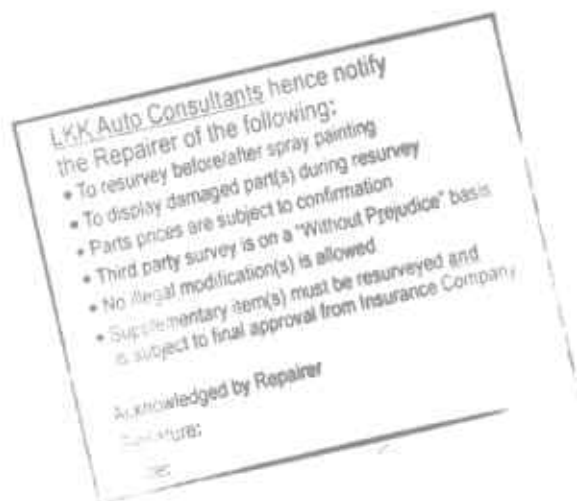 LKK Auto Consultants hence notify
the Repairer of the following:
• To resurvey before/after spray painting
• To display damaged part(s) during resurvey
• Parts prices are subject to confirmation
• Third party survey is on a "Without Prejudice" basis
• No illegal modification(s) is allowed
• Supplementary item(s) must be resurveyed and
is subject to final approval from Insurance Company
Acknowledged by Repairer
Signature: